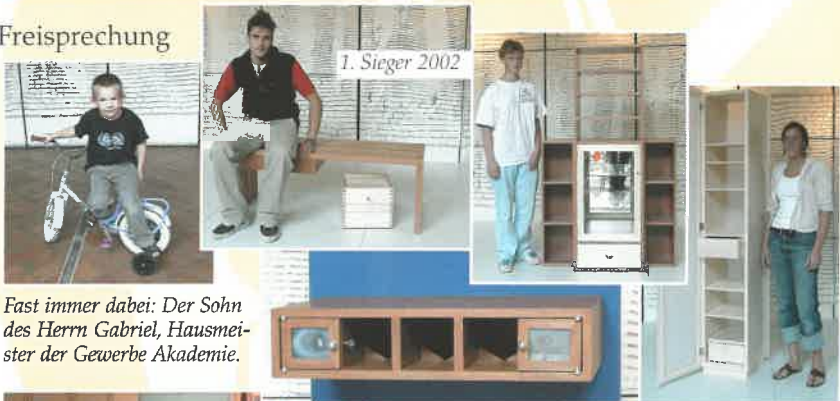 Freisprechung
1. Sieger 2002
Fast immer dabei: Der Sohn
des Herrn Gabriel, Hausmei-
ster der Gewerbe Akademie.